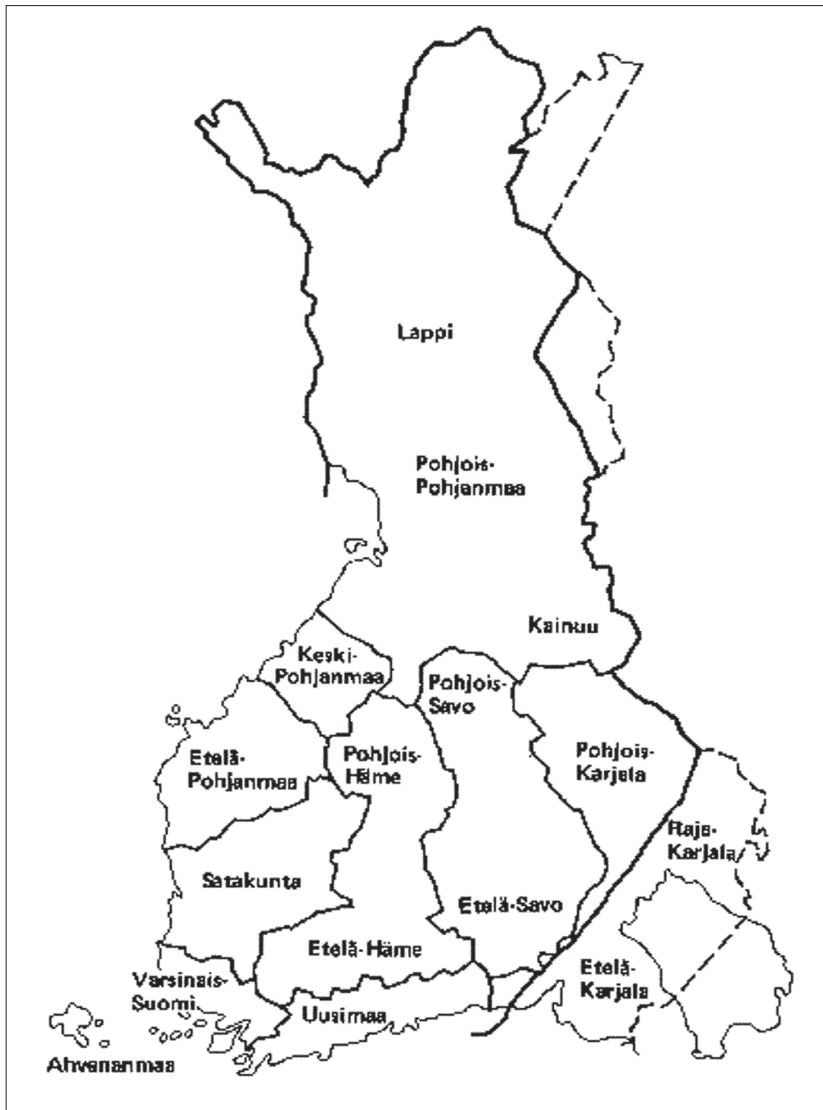 Lappi
Pohjois-
Pohjanmaa
Kainuu
Keski-
Pohjanmaa
Pohjois-
Savo
Etelä-
Pohjanmaa
Pohjois-
Häme
Pohjois-
Karjala
Raja-
Karjala
Satakunta
Etelä-Savo
Etelä-Häme
Etelä-
Karjala
Varsinais-
Suomi
Uusimaa
Ahvenanmaa